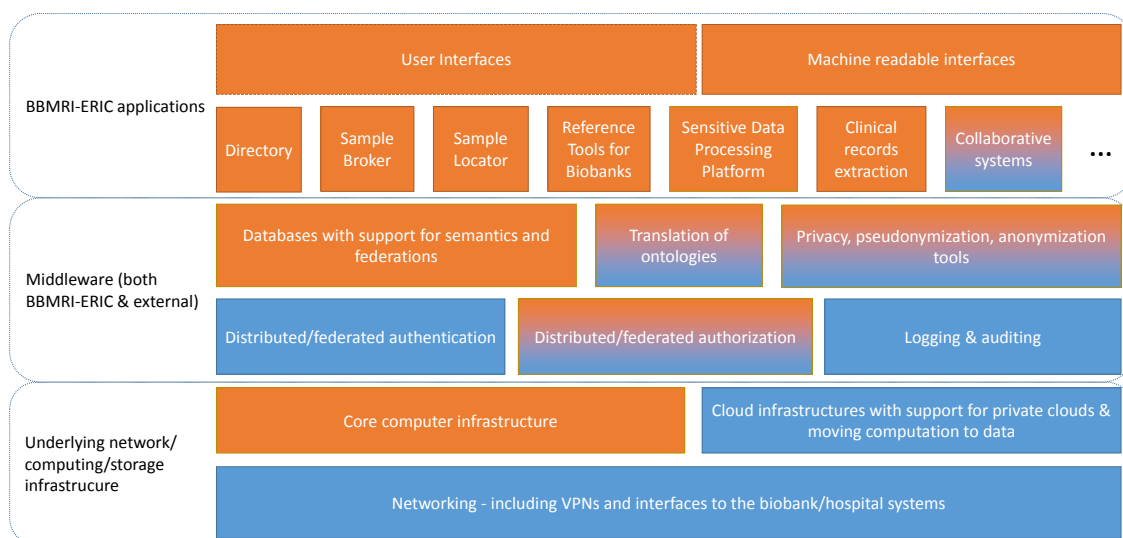 User Interfaces
Machine readable interfaces
BBMRI-ERIC applications
Directory
Sample
Broker
Sample
Locator
Reference
Tools for
Biobanks
Sensitive Data
Processing
Platform
Clinical
records
extraction
Collaborative
systems
...
Databases with support for semantics and
federations
Translation of
ontologies
Privacy, pseudonymization, anonymization
tools
Middleware (both
BBMRI-ERIC & external)
Distributed/federated authentication
Distributed/federated authorization
Logging & auditing
Core computer infrastructure
Cloud infrastructures with support for private clouds &
moving computation to data
Underlying network/
computing/storage
infrastrucure
Networking - including VPNs and interfaces to the biobank/hospital systems